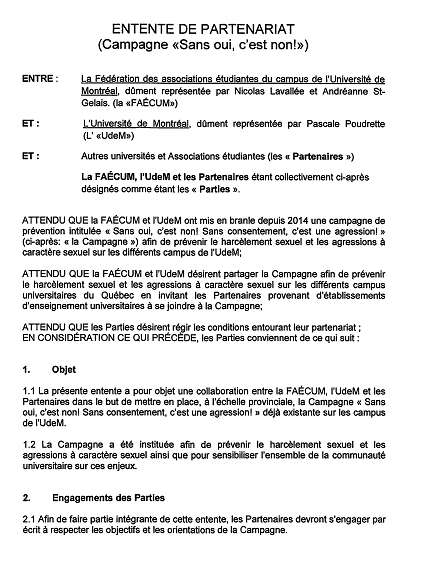 ENTENTE DE PARTENARIAT
(Campagne «Sans oui, c'est non!»)
ENTRE : La Fédération des associations étudiantes du campus de l'Université de
Montréal, dûment représentée par Nicolas Lavallée et Andréanne St-
Gelais. (la «FAÉCUM»)
ET : L'Université de Montréal, dûment représentée par Pascale Poudrette
(L' «UdeM»)
ET : Autres universités et Associations étudiantes (les « Partenaires »)
La FAÉCUM, l'UdeM et les Partenaires étant collectivement ci-après
désignés comme étant les « Parties ».
ATTENDU QUE la FAÉCUM et l'UdeM ont mis en branle depuis 2014 une campagne de
prévention intitulée « Sans oui, c'est non! Sans consentement, c'est une agression! »
(ci-après: « la Campagne ») afin de prévenir le harcèlement sexuel et les agressions à
caractère sexuel sur les différents campus de l'UdeM;
ATTENDU QUE la FAÉCUM et l'UdeM désirent partager la Campagne afin de prévenir
le harcèlement sexuel et les agressions à caractère sexuel sur les différents campus
universitaires du Québec en invitant les Partenaires provenant d'établissements
d'enseignement universitaires à se joindre à la Campagne;
ATTENDU QUE les Parties désirent régir les conditions entourant leur partenariat ;
EN CONSIDÉRATION CE QUI PRÉCÈDE, les Parties conviennent de ce qui suit :
1. Objet
1.1 La présente entente a pour objet une collaboration entre la FAÉCUM, l'UdeM et les
Partenaires dans le but de mettre en place, à l'échelle provinciale, la Campagne « Sans
oui, c'est non! Sans consentement, c'est une agression! » déjà existante sur les campus
de l'UdeM.
1.2 La Campagne a été instituée afin de prévenir le harcèlement sexuel et les
agressions à caractère sexuel ainsi que pour sensibiliser l'ensemble de la communauté
universitaire sur ces enjeux.
2. Engagements des Parties
2.1 Afin de faire partie intégrante de cette entente, les Partenaires devront s'engager par
écrit à respecter les objectifs et les orientations de la Campagne.